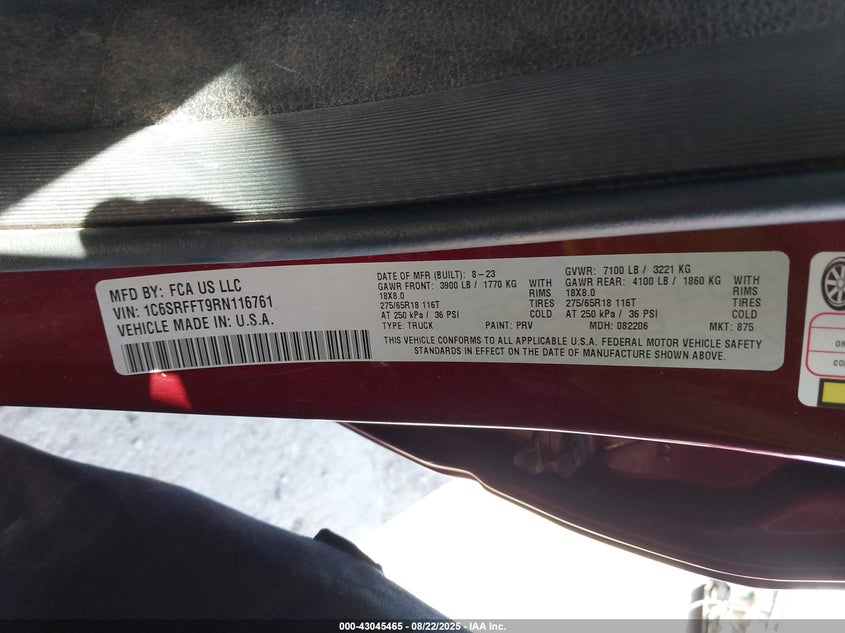 MFD BY: FCA US LLC
VIN: 1C6SRFFT9RN116761
VEHICLE MADE IN: U.S.A.
DATE OF MFR (BUILT): 8-23
GAWR FRONT: 3900 LB / 1770 KG WITH
18X8.0 RIMS
275/65R18 116T TIRES
AT 250 kPa / 36 PSI COLD
TYPE: TRUCK PAINT: PRV
GVWR: 7100 LB / 3221 KG
GAWR REAR: 4100 LB / 1860 KG WITH
18X8.0 RIMS
275/65R18 116T TIRES
AT 250 kPa / 36 PSI COLD
MDH: 082206 MKT: 875
THIS VEHICLE CONFORMS TO ALL APPLICABLE U.S.A. FEDERAL MOTOR VEHICLE SAFETY
STANDARDS IN EFFECT ON THE DATE OF MANUFACTURE SHOWN ABOVE.
000-43045465 - 08/22/2025 - IAA Inc.